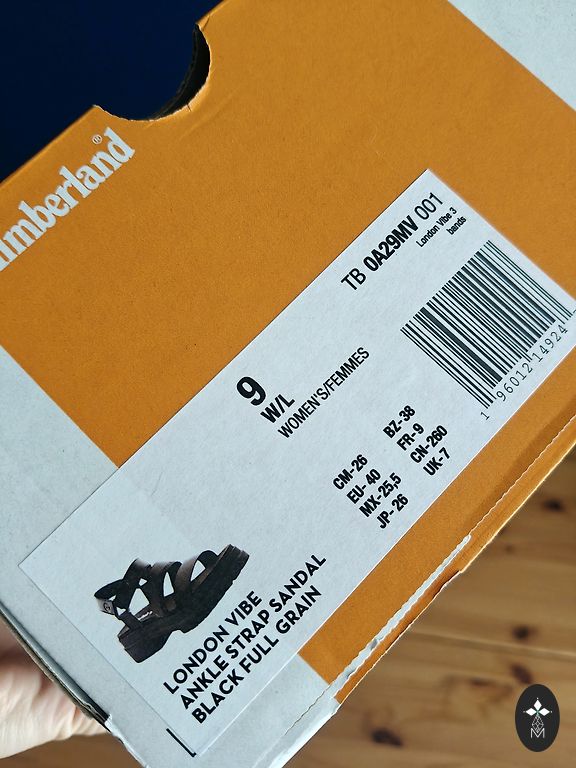 Timberland®
TB 0A29MV 001
London Vibe 3
bands
1 96012 14924
9
W/L
WOMEN'S/FEMMES
CM-26 BZ-38
EU- 40 FR-9
MX-25,5 CN-260
JP- 26 UK-7
LONDON VIBE
ANKLE STRAP SANDAL
BLACK FULL GRAIN